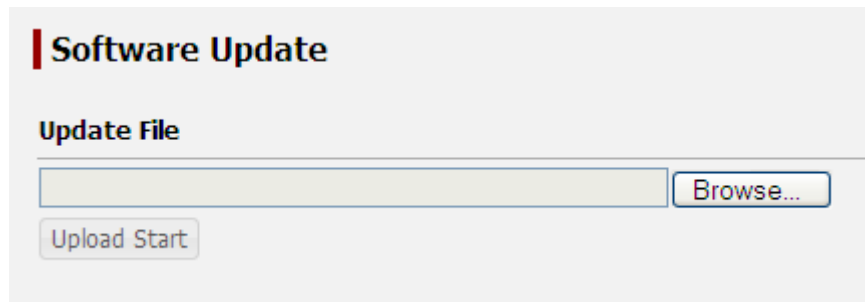 Software Update
Update File
Browse...
Upload Start